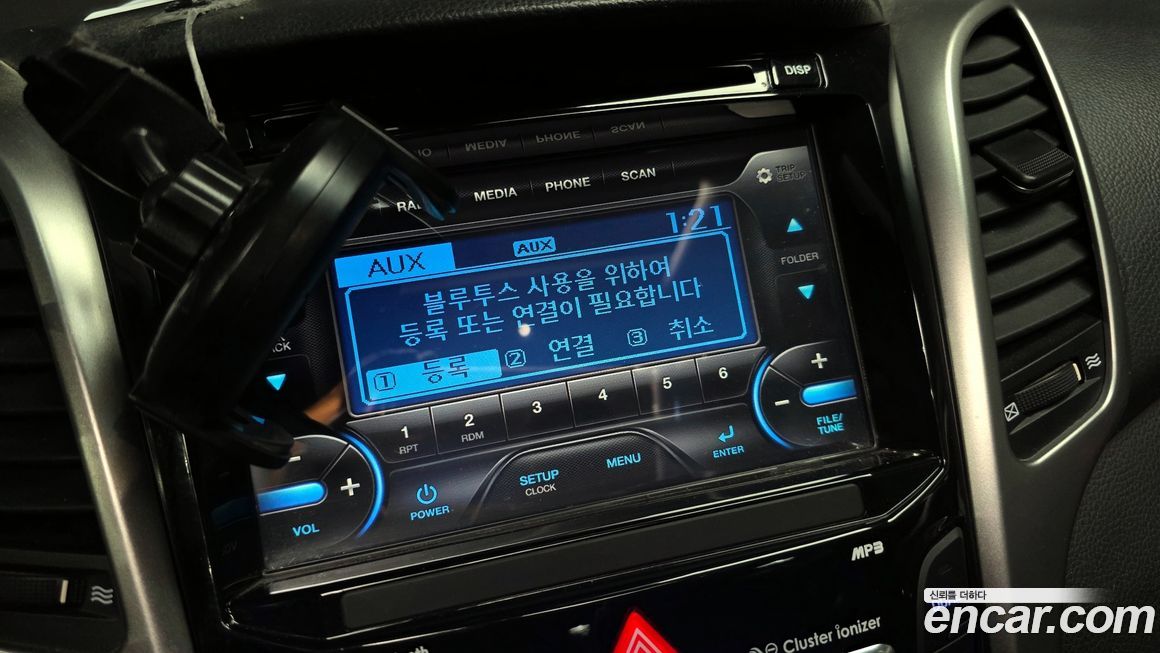 DISP
MEDIA PHONE SCAN
MEDIA
PHONE
SCAN
TRIP
SETUP
AUX
AUX
1:21
블루투스 사용을 위하여
등록 또는 연결이 필요합니다
1 등록 2 연결 3 취소
FOLDER
1 RPT
2 RDM
3
4
5
6
SETUP
CLOCK
MENU
ENTER
FILE/
TUNE
POWER
VOL
MP3
Cluster ionizer
신뢰를 더하다
encar.com